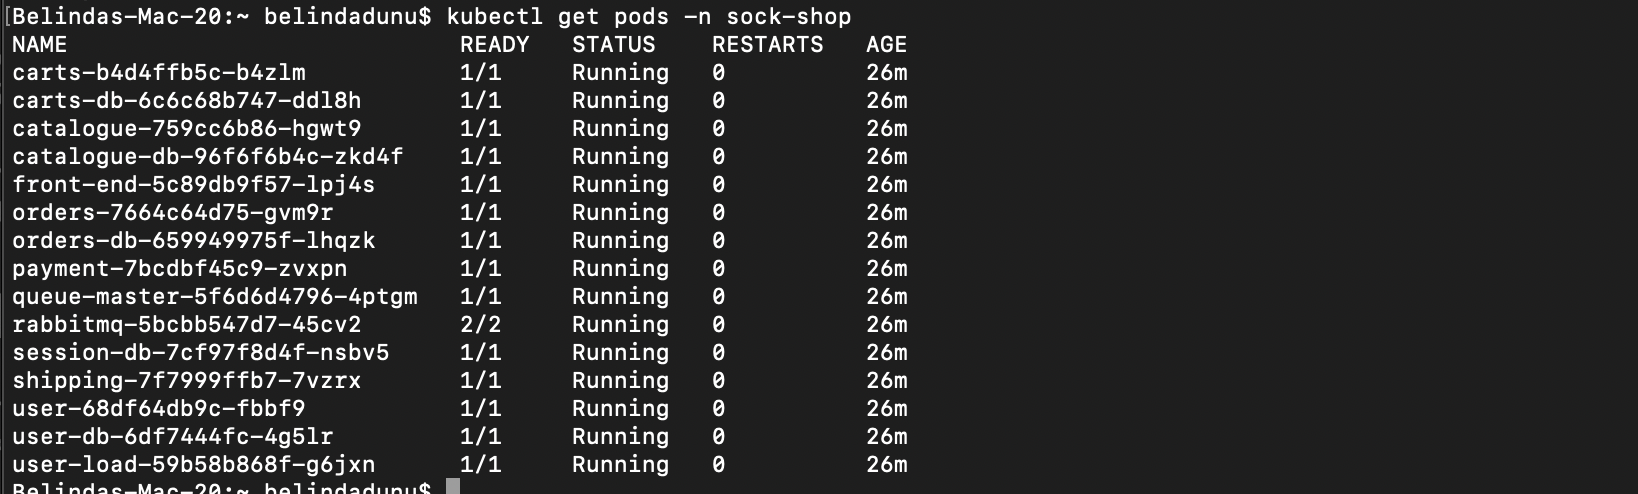 [Belindas-Mac-20:~ belindadunu$ kubectl get pods -n sock-shop
NAME READY STATUS RESTARTS AGE
carts-b4d4ffb5c-b4zlm 1/1 Running 0 26m
carts-db-6c6c68b747-ddl8h 1/1 Running 0 26m
catalogue-759cc6b86-hgwt9 1/1 Running 0 26m
catalogue-db-96f6f6b4c-zkd4f 1/1 Running 0 26m
front-end-5c89db9f57-lpj4s 1/1 Running 0 26m
orders-7664c64d75-gvm9r 1/1 Running 0 26m
orders-db-659949975f-lhqzk 1/1 Running 0 26m
payment-7bcdbf45c9-zvxpn 1/1 Running 0 26m
queue-master-5f6d6d4796-4ptgm 1/1 Running 0 26m
rabbitmq-5bcbb547d7-45cv2 2/2 Running 0 26m
session-db-7cf97f8d4f-nsbv5 1/1 Running 0 26m
shipping-7f7999ffb7-7vzrx 1/1 Running 0 26m
user-68df64db9c-fbbf9 1/1 Running 0 26m
user-db-6df7444fc-4g5lr 1/1 Running 0 26m
user-load-59b58b868f-g6jxn 1/1 Running 0 26m
Belindas-Mac-20:~ belindadunu$